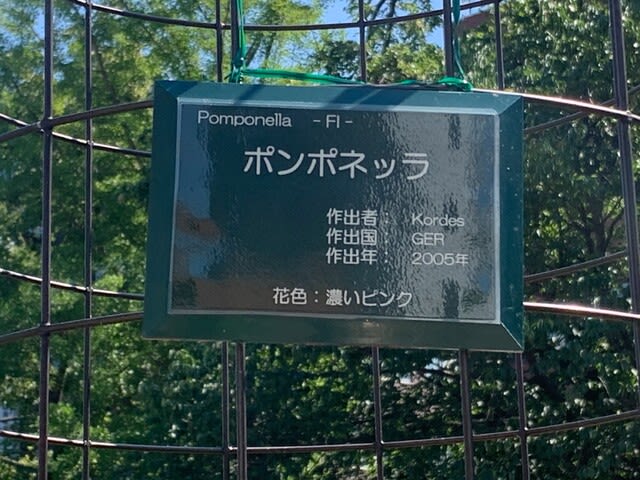 Pomponella -Fl-
ポンポネッラ
作出者： Kordes
作出国： GER
作出年： 2005年
花色：濃いピンク